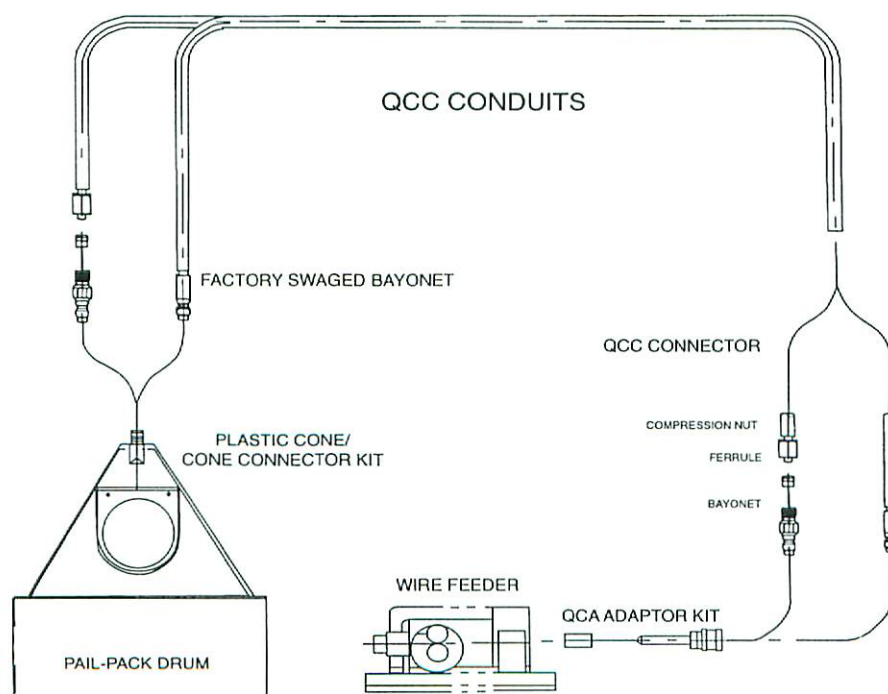 QCC CONDUITS
FACTORY SWAGED BAYONET
QCC CONNECTOR
COMPRESSION NUT
PLASTIC CONE/
CONE CONNECTOR KIT
FERRULE
BAYONET
WIRE FEEDER
QCA ADAPTOR KIT
PAIL-PACK DRUM